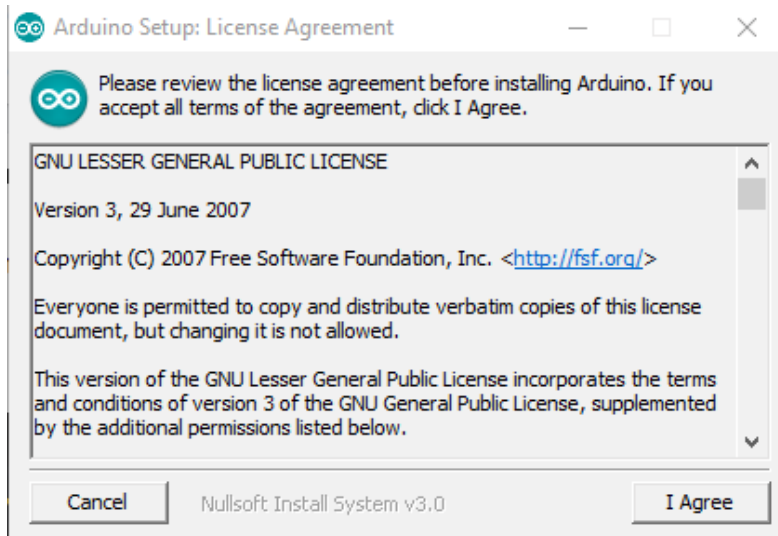 Arduino Setup: License Agreement
Please review the license agreement before installing Arduino. If you
accept all terms of the agreement, click I Agree.
GNU LESSER GENERAL PUBLIC LICENSE
Version 3, 29 June 2007
Copyright (C) 2007 Free Software Foundation, Inc. <http://fsf.org/>
Everyone is permitted to copy and distribute verbatim copies of this license
document, but changing it is not allowed.
This version of the GNU Lesser General Public License incorporates the terms
and conditions of version 3 of the GNU General Public License, supplemented
by the additional permissions listed below.
Cancel
Nullsoft Install System v3.0
I Agree